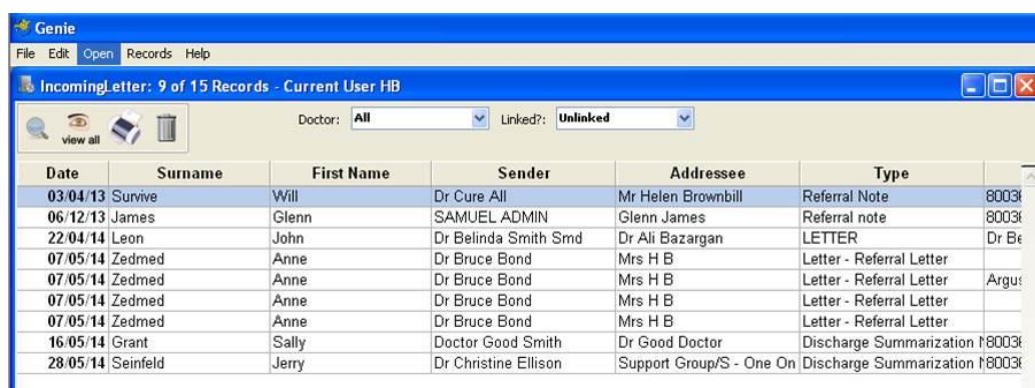 Genie
File Edit Open Records Help
IncomingLetter: 9 of 15 Records - Current User HB
view all Doctor: All Linked?: Unlinked
Date Surname First Name Sender Addressee Type
03/04/13 Survive Will Dr Cure All Mr Helen Brownbill Referral Note 8003
06/12/13 James Glenn SAMUEL ADMIN Glenn James Referral note 8003
22/04/14 Leon John Dr Belinda Smith Smd Dr Ali Bazargan LETTER Dr Be
07/05/14 Zedmed Anne Dr Bruce Bond Mrs H B Letter - Referral Letter
07/05/14 Zedmed Anne Dr Bruce Bond Mrs H B Letter - Referral Letter Argus
07/05/14 Zedmed Anne Dr Bruce Bond Mrs H B Letter - Referral Letter
07/05/14 Zedmed Anne Dr Bruce Bond Mrs H B Letter - Referral Letter
16/05/14 Grant Sally Doctor Good Smith Dr Good Doctor Discharge Summarization 8003
28/05/14 Seinfeld Jerry Dr Christine Ellison Support Group/S - One On Discharge Summarization 8003